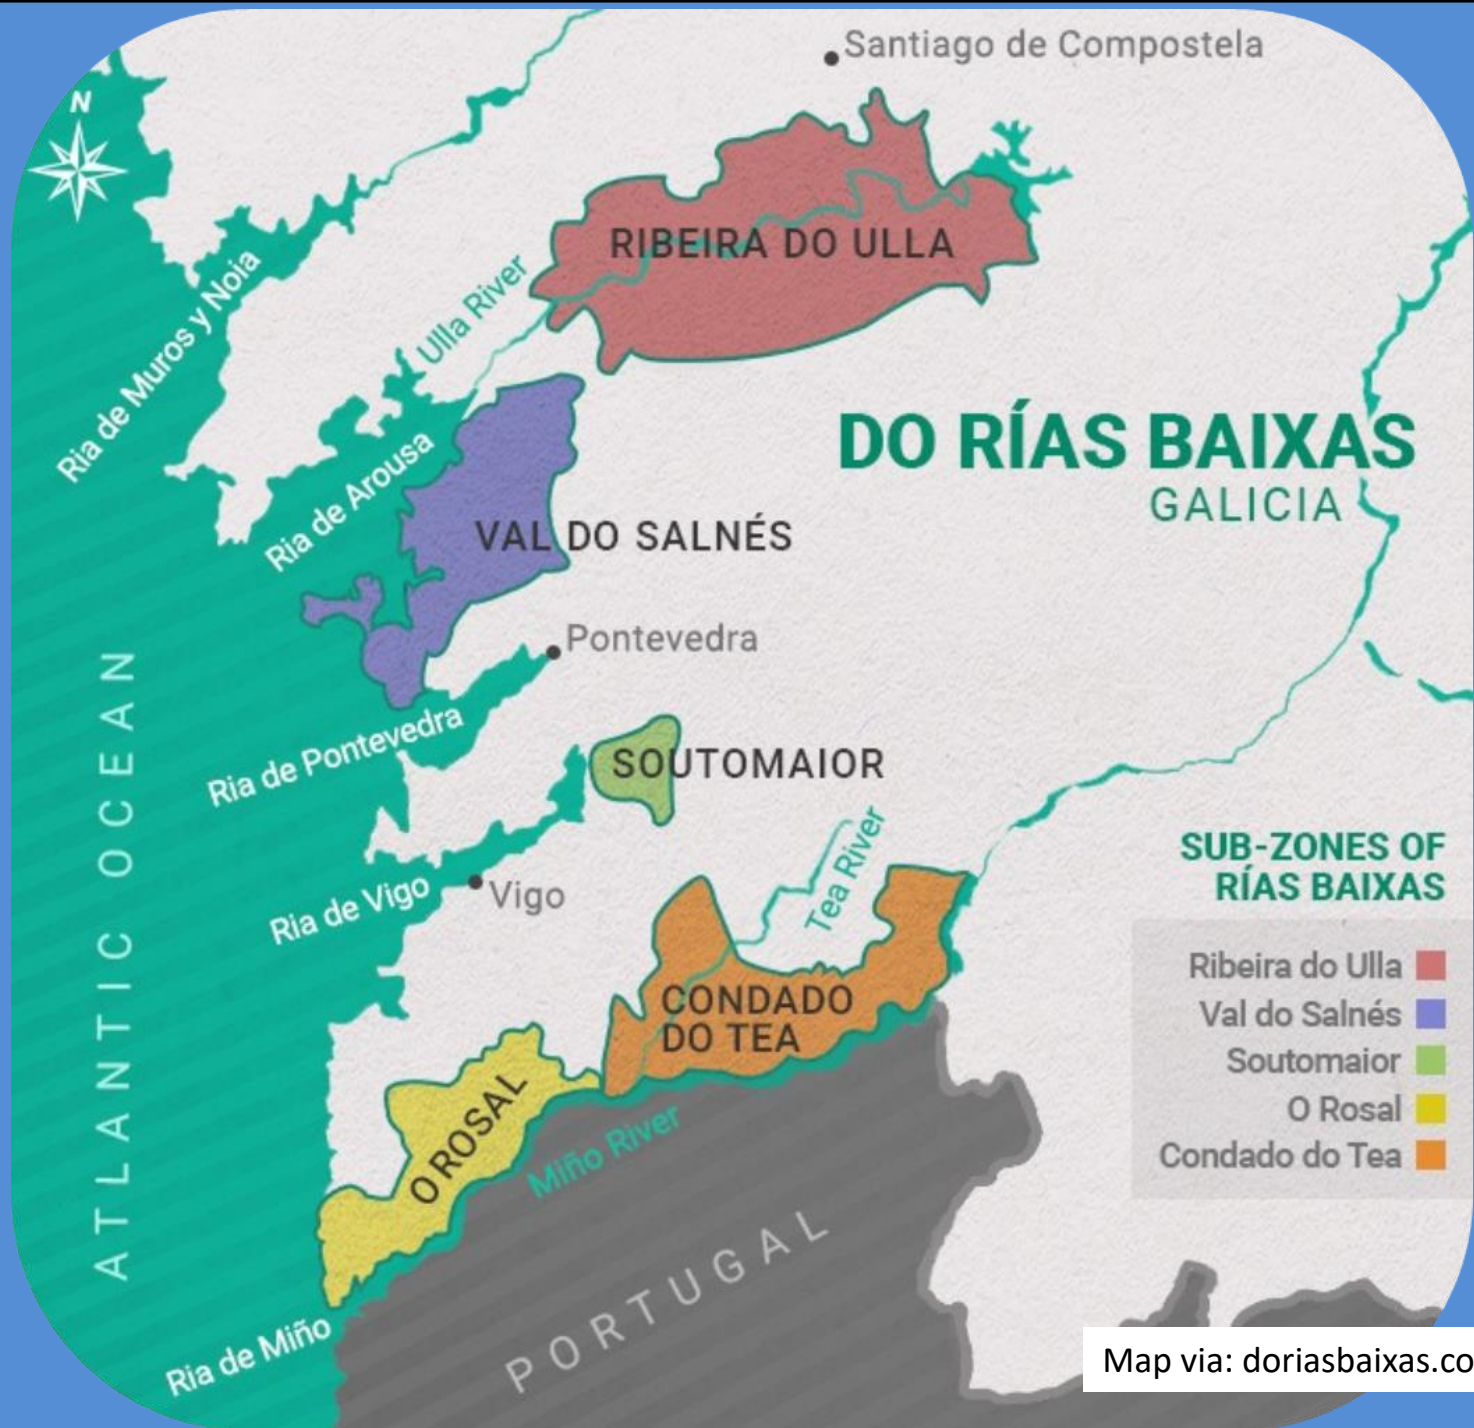 Santiago de Compostela
N
RIBEIRA DO ULLA
Ria de Muros y Noia
Ulla River
DO RÍAS BAIXAS
GALICIA
Ria de Arousa
VAL DO SALNÉS
Pontevedra
ATLANTIC OCEAN
Ria de Pontevedra
SOUTOMAIOR
Tea River
Ria de Vigo
Vigo
SUB-ZONES OF
RÍAS BAIXAS
Ribeira do Ulla
Val do Salnés
Soutomaior
O Rosal
Condado do Tea
CONDADO
DO TEA
O ROSAL
Miño River
PORTUGAL
Ria de Miño
Map via: doriasbaixas.co